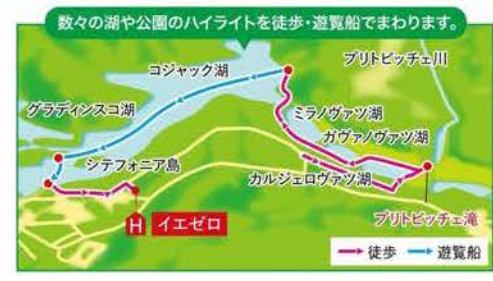 数々の湖や公園のハイライトを徒歩・遊覧船でまわります。
コジャック湖
プリトビッチェ川
グラディンスコ湖
ミラノヴァツ湖
ガヴァノヴァツ湖
シテフォニア島
カルジェロヴァツ湖
H イエゼロ
プリトビッチェ滝
徒歩 遊覧船